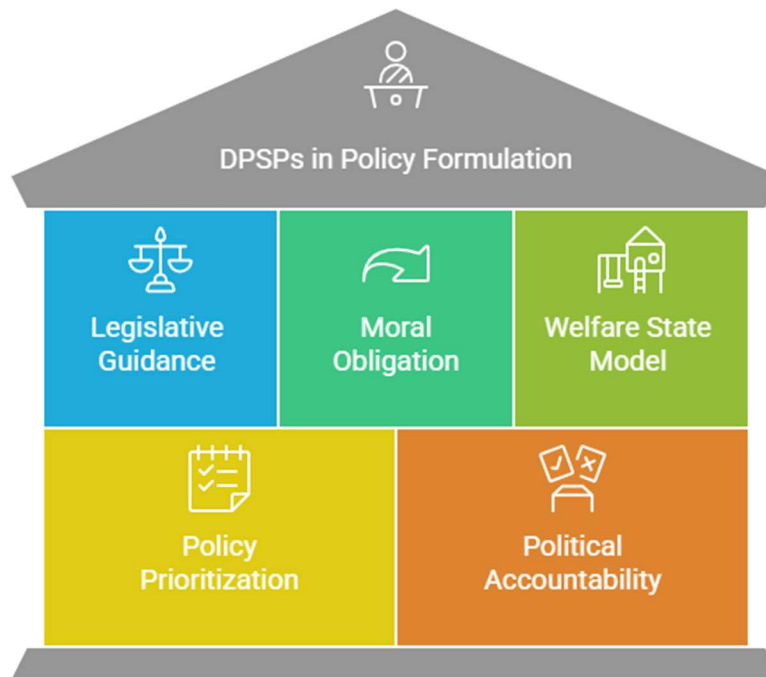 DPSPs in Policy Formulation
Legislative
Guidance
Moral
Obligation
Welfare State
Model
Policy
Prioritization
Political
Accountability